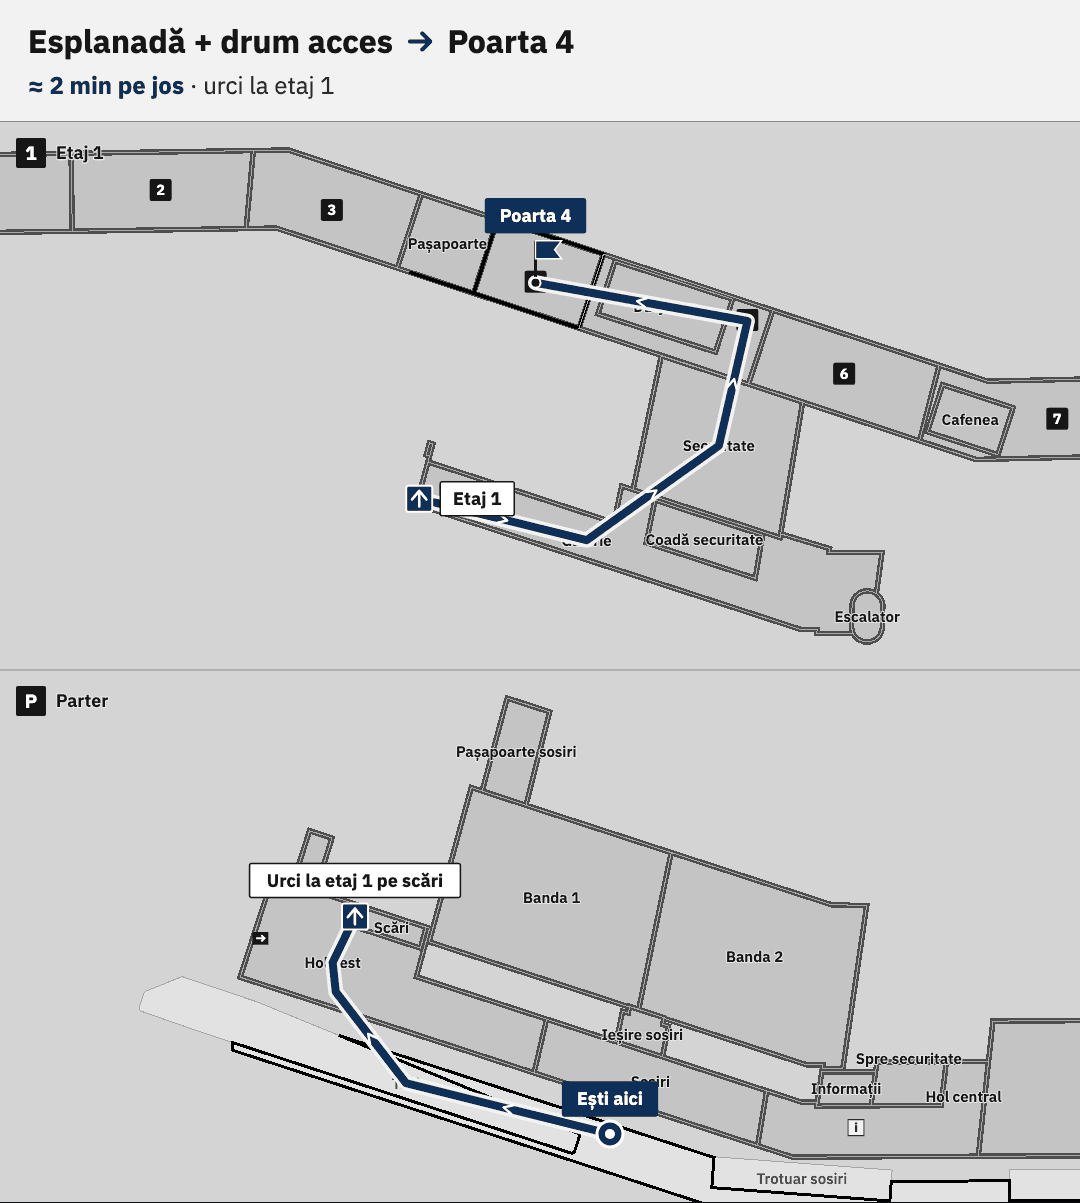 Esplanadă + drum acces → Poarta 4
≈ 2 min pe jos · urci la etaj 1
1 Etaj 1
2
3
Poarta 4
Pașapoarte
6
Cafenea
7
Etaj 1
Coadă securitate
Escalator
P Parter
Pașapoarte sosiri
Urci la etaj 1 pe scări
Banda 1
Scări
Banda 2
Ieșire sosiri
Spre securitate
Informații
Hol central
Ești aici
i
Trotuar sosiri